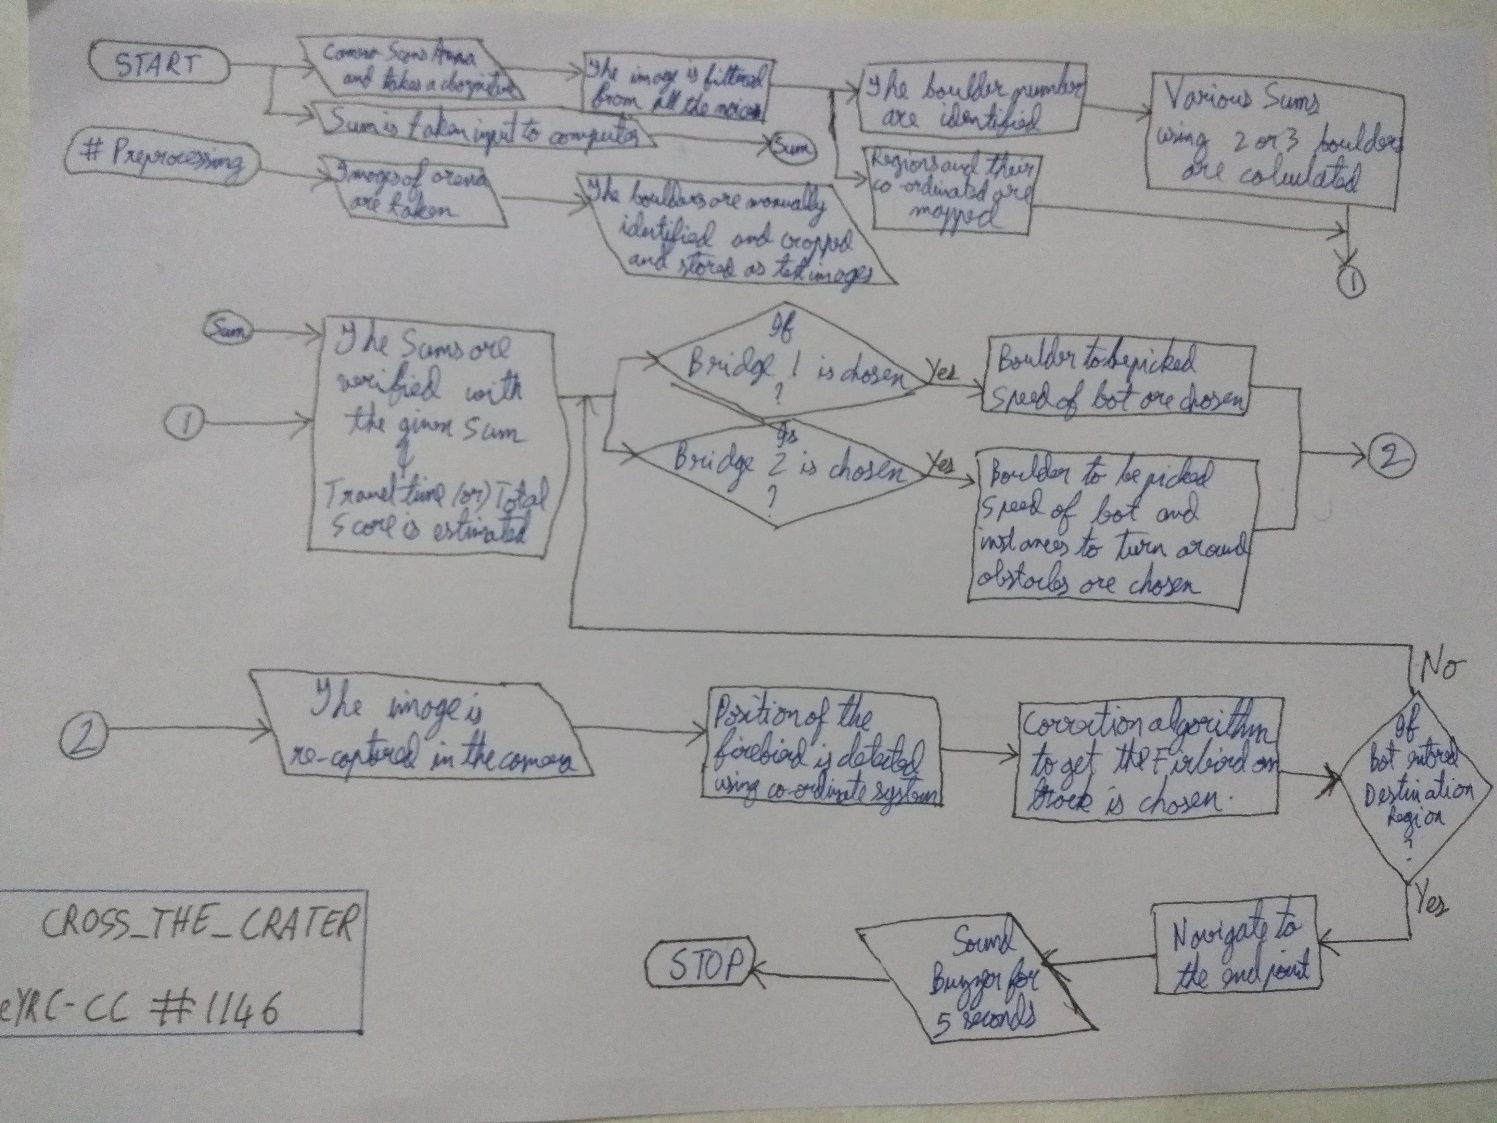 START
Camera Scans Arena
and takes a
The image is filtered
from all the noises
The boulder number
are identified
Various Sums
using 2 or 3 boulders
are calculated
Sum is taken input to computer
Sum
# Preprocessing
Images of arena
are taken
The boulders are manually
identified and cropped
and stored as test images
Regions and their
co-ordinated are
mapped
1
Sum
1
The Sums are
verified with
the given Sum
Travel time (or) Total
Score is estimated
If
Bridge 1 is chosen
?
Yes
Boulder to be picked
Speed of bot are chosen
Is
Bridge 2 is chosen
?
Yes
Boulder to be picked
Speed of bot and
instances to turn around
obstacles are chosen
2
No
2
The image is
re-captured in the camera
Position of the
firebird is detected
using co-ordinate system
Correction algorithm
to get the Firbird on
track is chosen.
If
Bot entred
Destination
Region
?
Yes
Navigate to
the end point
Sound
Buzzer for
5 seconds
STOP
CROSS_THE_CRATER
eYRC-CC #1146